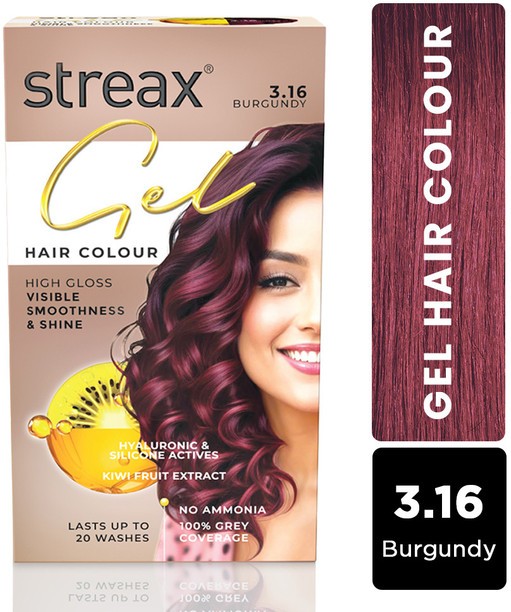 streax®
3.16
BURGUNDY
Gel
HAIR COLOUR
HIGH GLOSS
VISIBLE
SMOOTHNESS
& SHINE
HYALURONIC &
SILICONE ACTIVES
KIWI FRUIT EXTRACT
NO AMMONIA
100% GREY
COVERAGE
LASTS UP TO
20 WASHES
GEL HAIR COLOUR
3.16
Burgundy